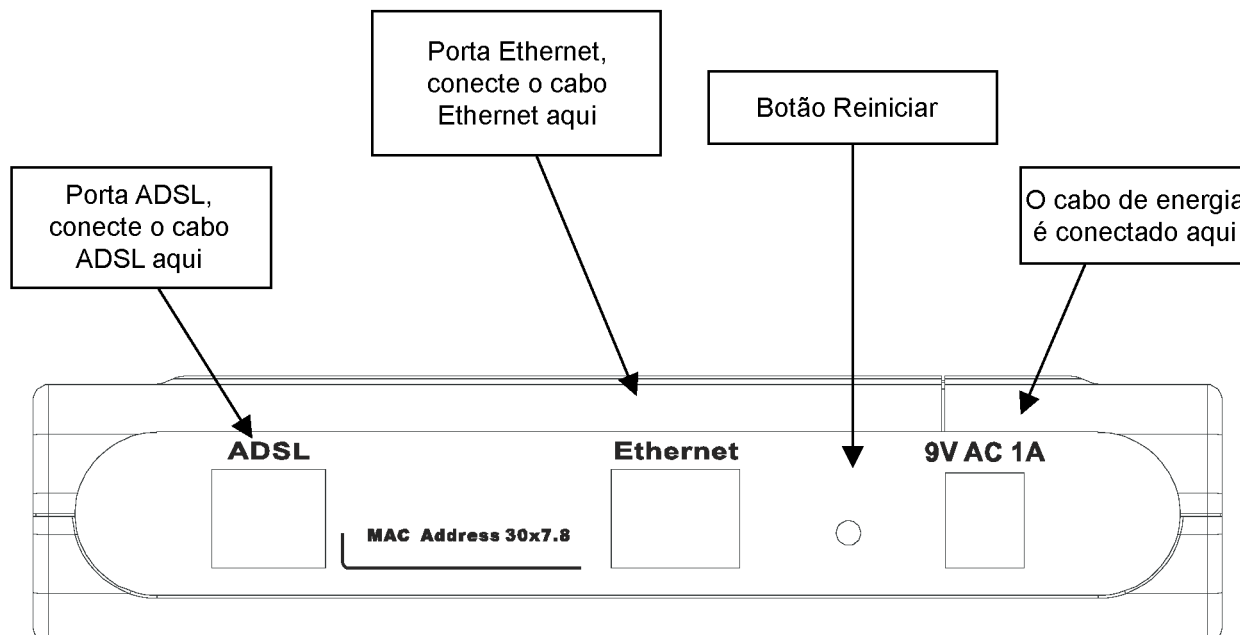 Porta Ethernet,
conecte o cabo
Ethernet aqui
Botão Reiniciar
Porta ADSL,
conecte o cabo
ADSL aqui
O cabo de energia
é conectado aqui
ADSL
Ethernet
9V AC 1A
MAC Address 30x7.8